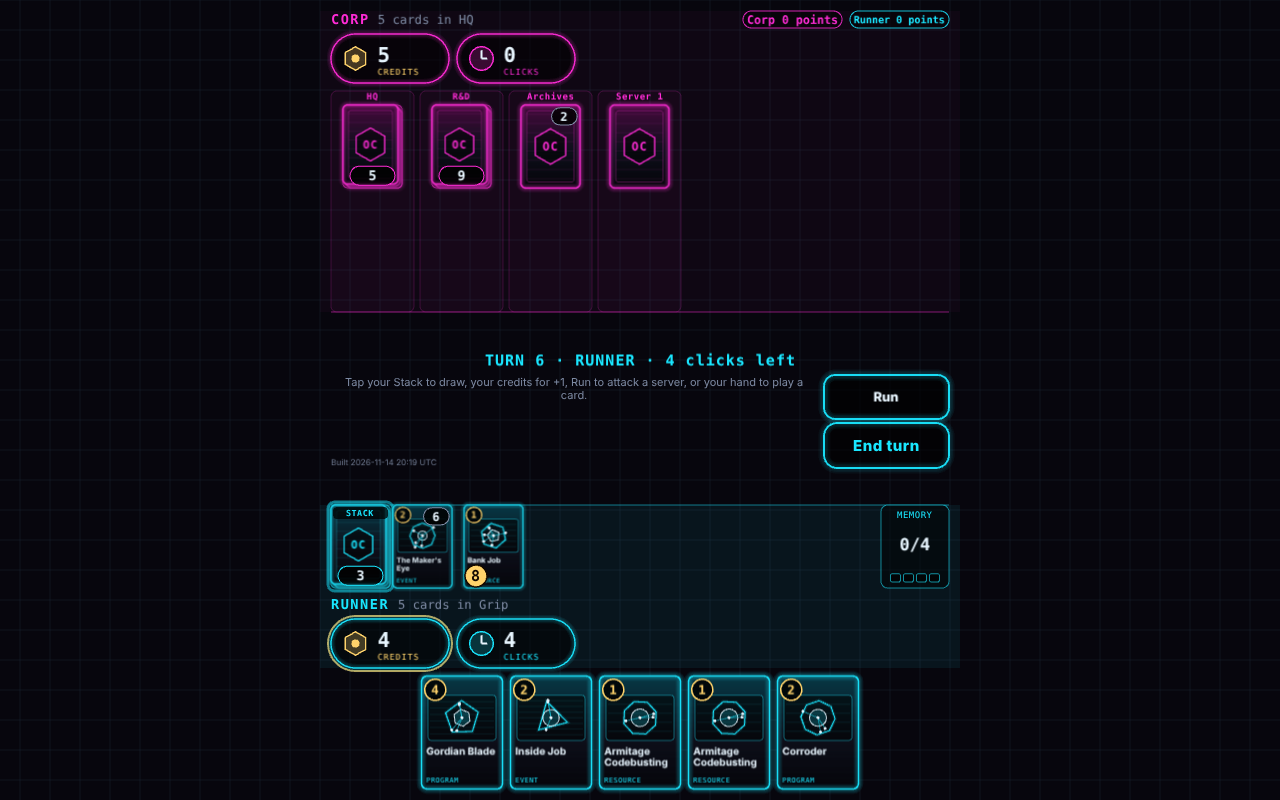 CORP 5 cards in HQ
Corp 0 points
Runner 0 points
5
CREDITS
0
CLICKS
HQ
R&D
Archives
Server 1
2
OC
OC
OC
OC
5
9
TURN 6 · RUNNER · 4 clicks left
Tap your Stack to draw, your credits for +1, Run to attack a server, or your hand to play a
card.
Run
End turn
Built 2026-11-14 20:19 UTC
STACK
OC
3
2
6
The Maker's
Eye
EVENT
1
Bank Job
8
MEMORY
0/4
RUNNER 5 cards in Grip
4
CREDITS
4
CLICKS
4
Gordian Blade
PROGRAM
2
Inside Job
EVENT
1
Armitage
Codebusting
RESOURCE
1
Armitage
Codebusting
RESOURCE
2
Corroder
PROGRAM